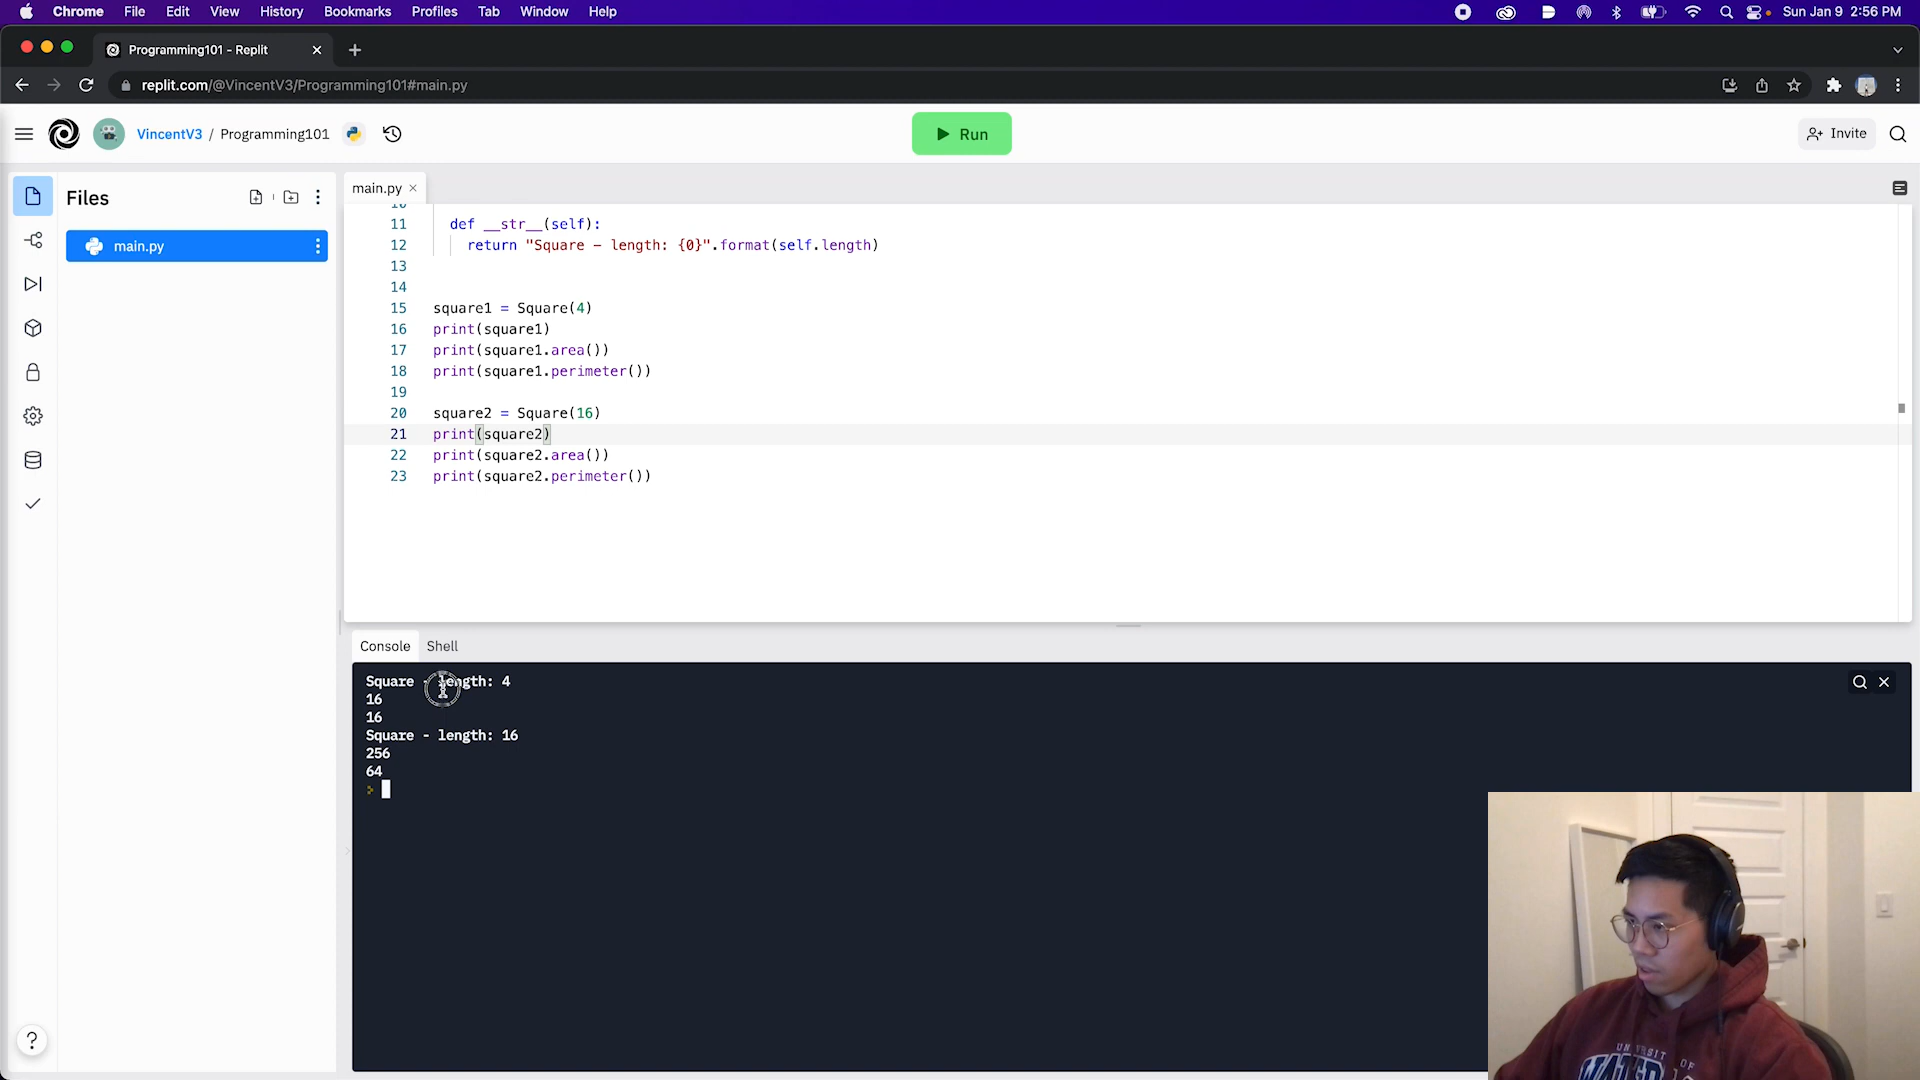 Chrome File Edit View History Bookmarks Profiles Tab Window Help Sun Jan 9 2:56 PM
Programming101 - Replit
replit.com/@VincentV3/Programming101#main.py
VincentV3 / Programming101 Run Invite
Files
main.py
main.py
11 def __str__(self):
12 return "Square - length: {0}".format(self.length)
13
14
15 square1 = Square(4)
16 print(square1)
17 print(square1.area())
18 print(square1.perimeter())
19
20 square2 = Square(16)
21 print(square2)
22 print(square2.area())
23 print(square2.perimeter())
Console Shell
Square - length: 4
16
16
Square - length: 16
256
64
?
UNIVERSITY OF